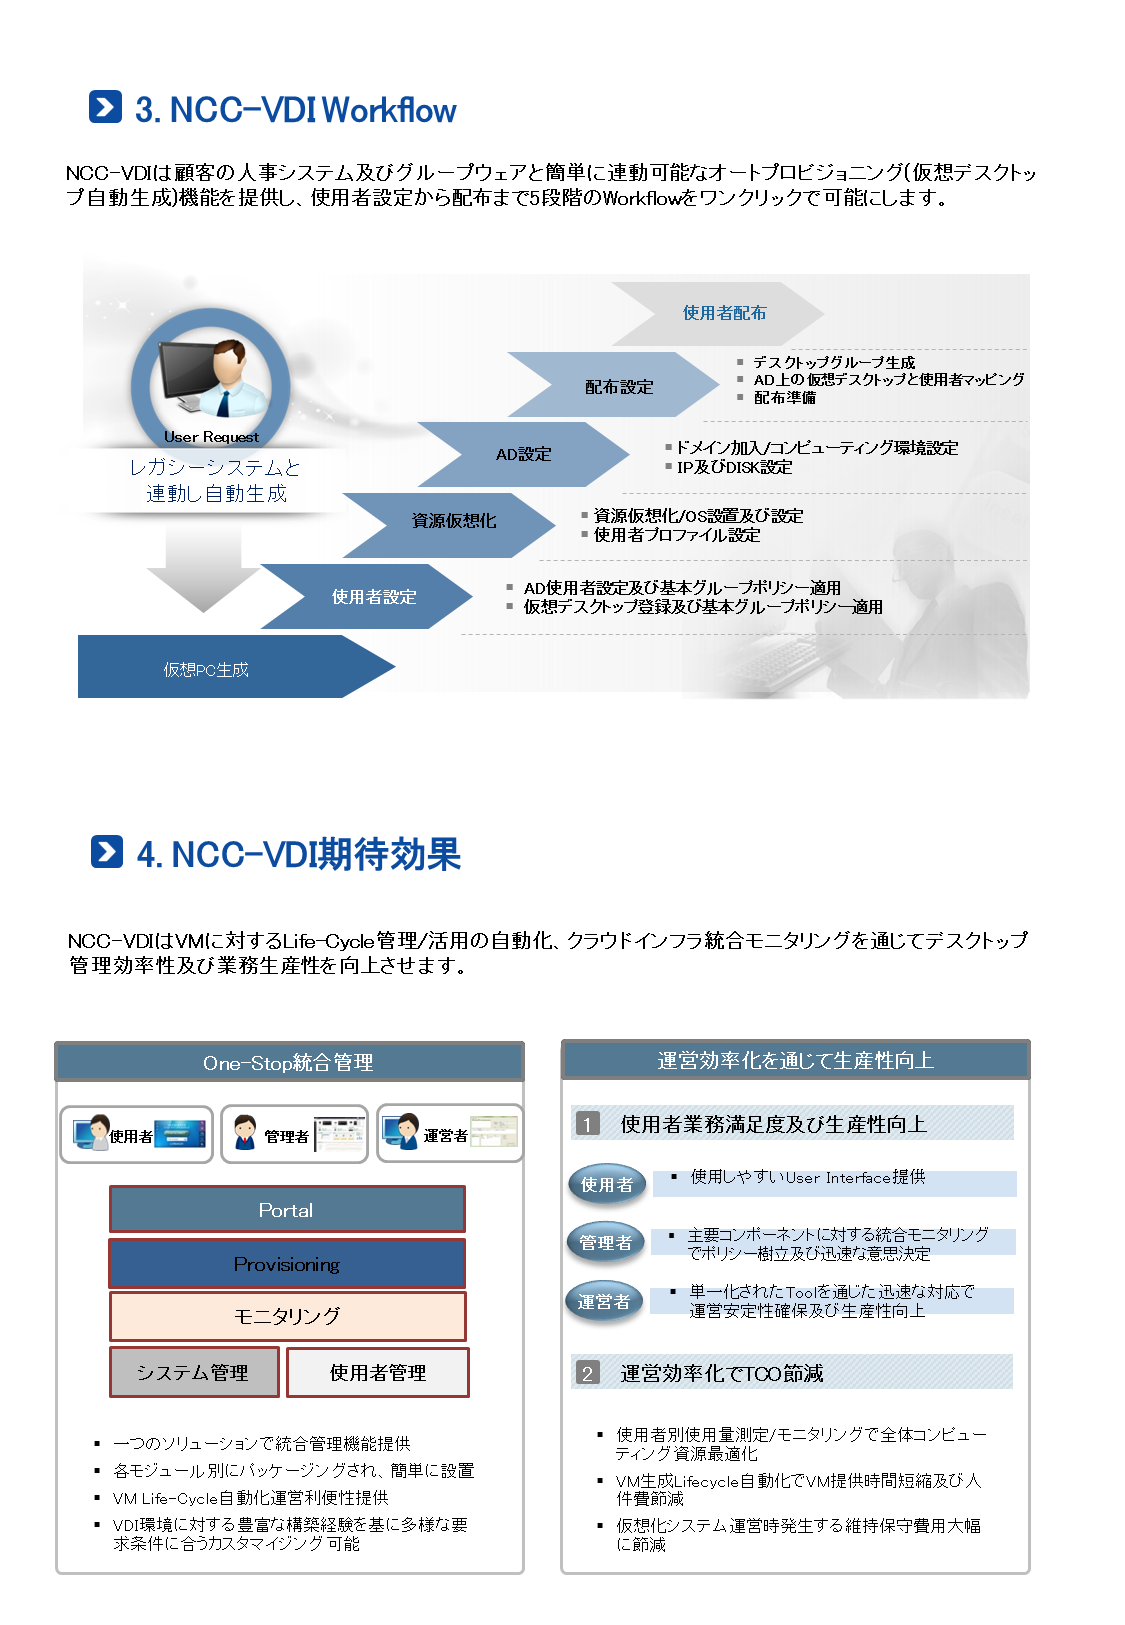 3. NCC-VDI Workflow
NCC-VDIは顧客の人事システム及びグループウェアと簡単に連動可能なオートプロビジョニング(仮想デスクトッ
プ自動生成)機能を提供し、使用者設定から配布まで5段階のWorkflowをワンクリックで可能にします。
使用者配布
デスクトップグループ生成
AD上の仮想デスクトップと使用者マッピング
配布準備
配布設定
User Request
レガシーシステムと
連動し自動生成
AD設定
ドメイン加入/コンピューティング環境設定
IP及びDISK設定
資源仮想化
資源仮想化/OS設置及び設定
使用者プロファイル設定
使用者設定
AD使用者設定及び基本グループポリシー適用
仮想デスクトップ登録及び基本グループポリシー適用
仮想PC生成
4. NCC-VDI期待効果
NCC-VDIはVMに対するLife-Cycle管理/活用の自動化、クラウドインフラ統合モニタリングを通じてデスクトップ
管理効率性及び業務生産性を向上させます。
One-Stop統合管理
使用者
管理者
運営者
Portal
Provisioning
モニタリング
システム管理
使用者管理
一つのソリューションで統合管理機能提供
各モジュール別にパッケージングされ、簡単に設置
VM Life-Cycle自動化運営利便性提供
VDI環境に対する豊富な構築経験を基に多様な要
求条件に合うカスタマイジング可能
運営効率化を通じて生産性向上
1 使用者業務満足度及び生産性向上
使用者
使用しやすいUser Interface提供
管理者
主要コンポーネントに対する統合モニタリング
でポリシー樹立及び迅速な意思決定
運営者
単一化されたToolを通じた迅速な対応で
運営安定性確保及び生産性向上
2 運営効率化でTCO節減
使用者別使用量測定/モニタリングで全体コンピュー
ティング資源最適化
VM生成Lifecycle自動化でVM提供時間短縮及び人
件費節減
仮想化システム運営時発生する維持保守費用大幅
に節減